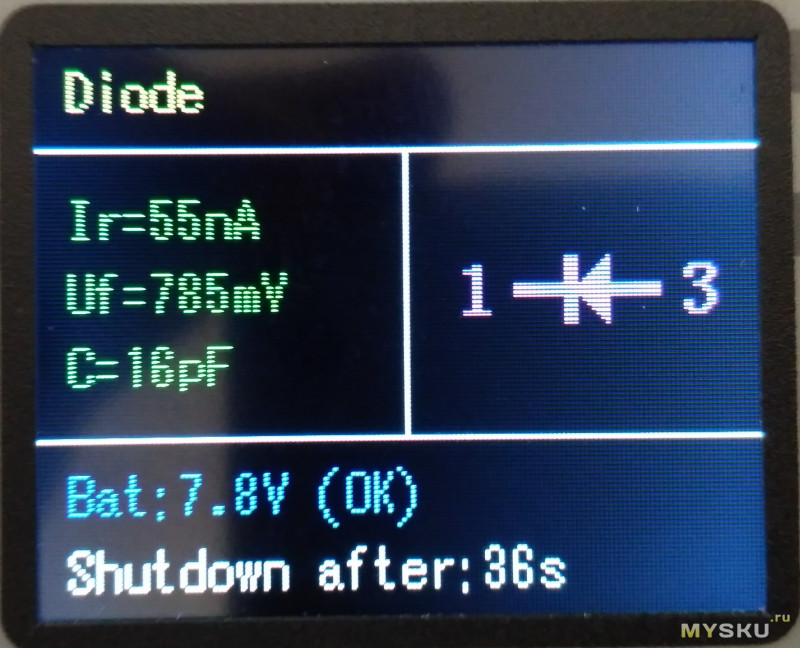 Diode
Ir=55nA
Uf=785mV
C=16pF
1 3
Bat:7.8V (OK)
Shutdown after:36s
MYSKU.ru